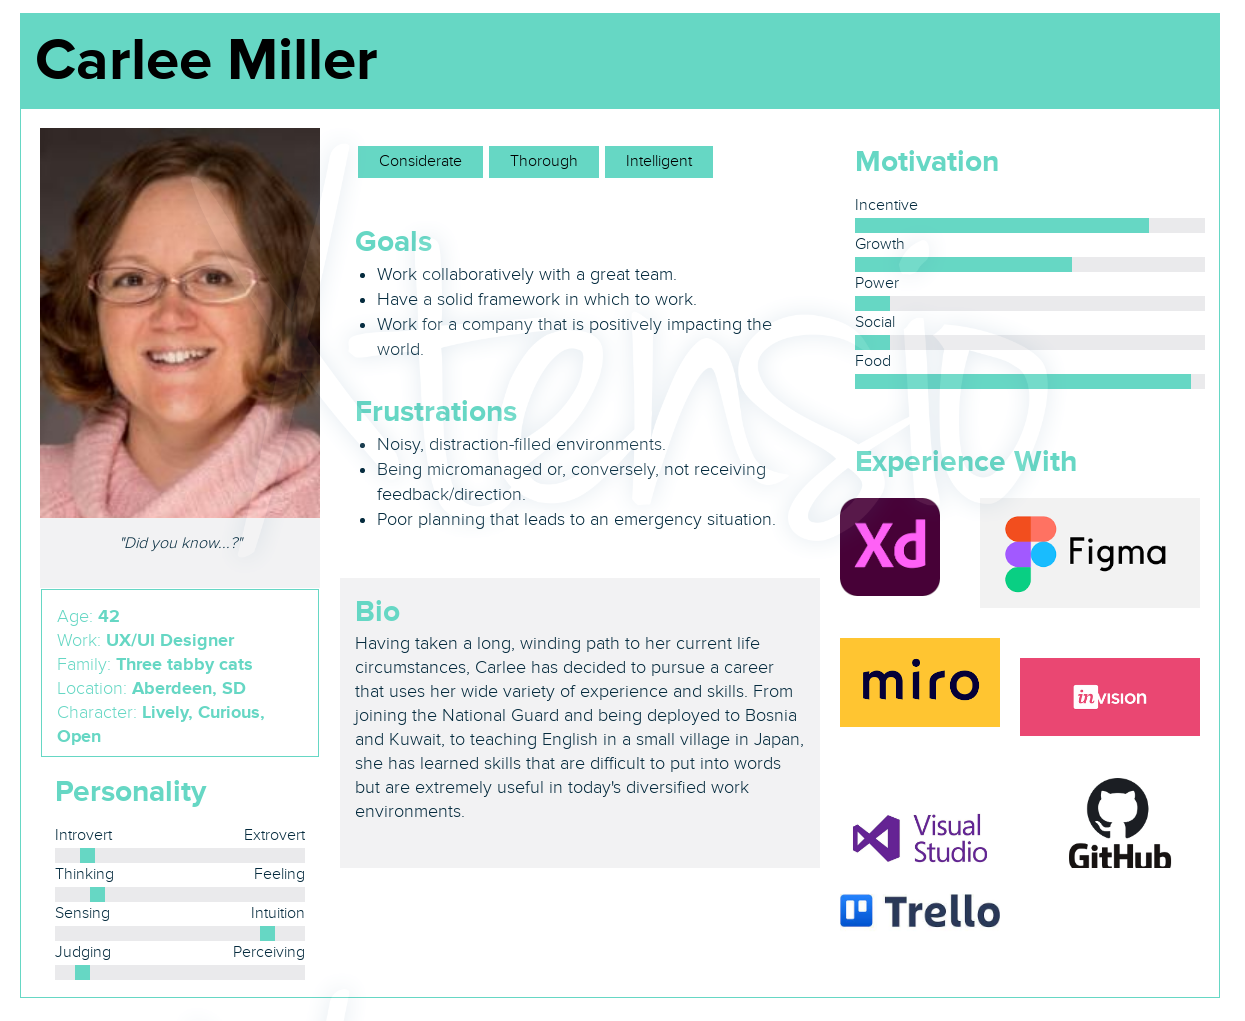 Carlee Miller
"Did you know...?"
Age: 42
Work: UX/UI Designer
Family: Three tabby cats
Location: Aberdeen, SD
Character: Lively, Curious,
Open
Personality
Introvert Extrovert
Thinking Feeling
Sensing Intuition
Judging Perceiving
Considerate Thorough Intelligent
Goals
Work collaboratively with a great team.
Have a solid framework in which to work.
Work for a company that is positively impacting the
world.
Frustrations
Noisy, distraction-filled environments.
Being micromanaged or, conversely, not receiving
feedback/direction.
Poor planning that leads to an emergency situation.
Bio
Having taken a long, winding path to her current life
circumstances, Carlee has decided to pursue a career
that uses her wide variety of experience and skills. From
joining the National Guard and being deployed to Bosnia
and Kuwait, to teaching English in a small village in Japan,
she has learned skills that are difficult to put into words
but are extremely useful in today's diversified work
environments.
Motivation
Incentive
Growth
Power
Social
Food
Experience With
Xd
Figma
miro
invision
Visual
Studio
GitHub
Trello
Xtensio